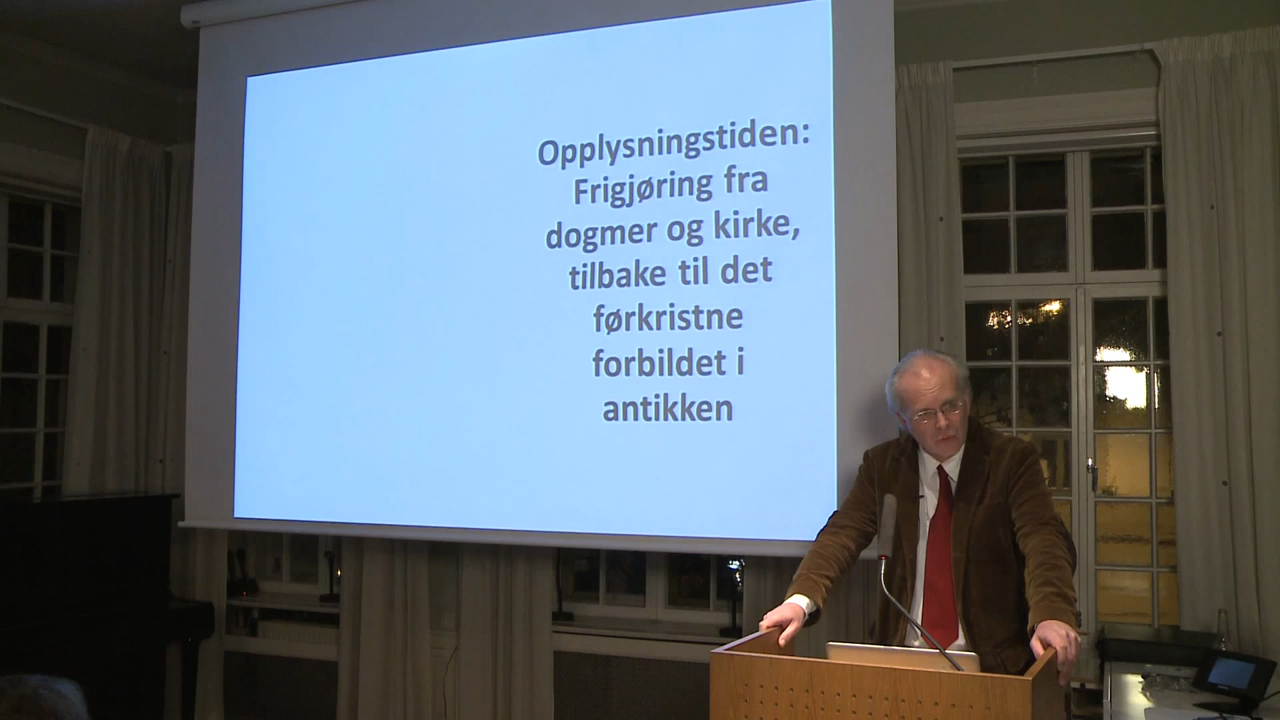 Opplysningstiden:
Frigjøring fra
dogmer og kirke,
tilbake til det
førkristne
forbildet i
antikken